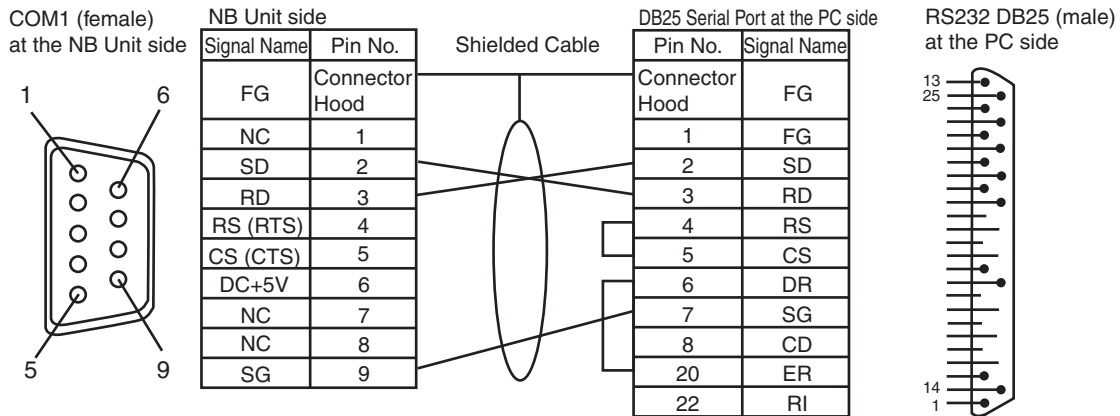 COM1 (female)
at the NB Unit side
1
6
5
9
NB Unit side
Signal Name Pin No.
FG Connector Hood
NC 1
SD 2
RD 3
RS (RTS) 4
CS (CTS) 5
DC+5V 6
NC 7
NC 8
SG 9
Shielded Cable
DB25 Serial Port at the PC side
Pin No. Signal Name
Connector Hood FG
1 FG
2 SD
3 RD
4 RS
5 CS
6 DR
7 SG
8 CD
20 ER
22 RI
RS232 DB25 (male)
at the PC side
13
25
14
1